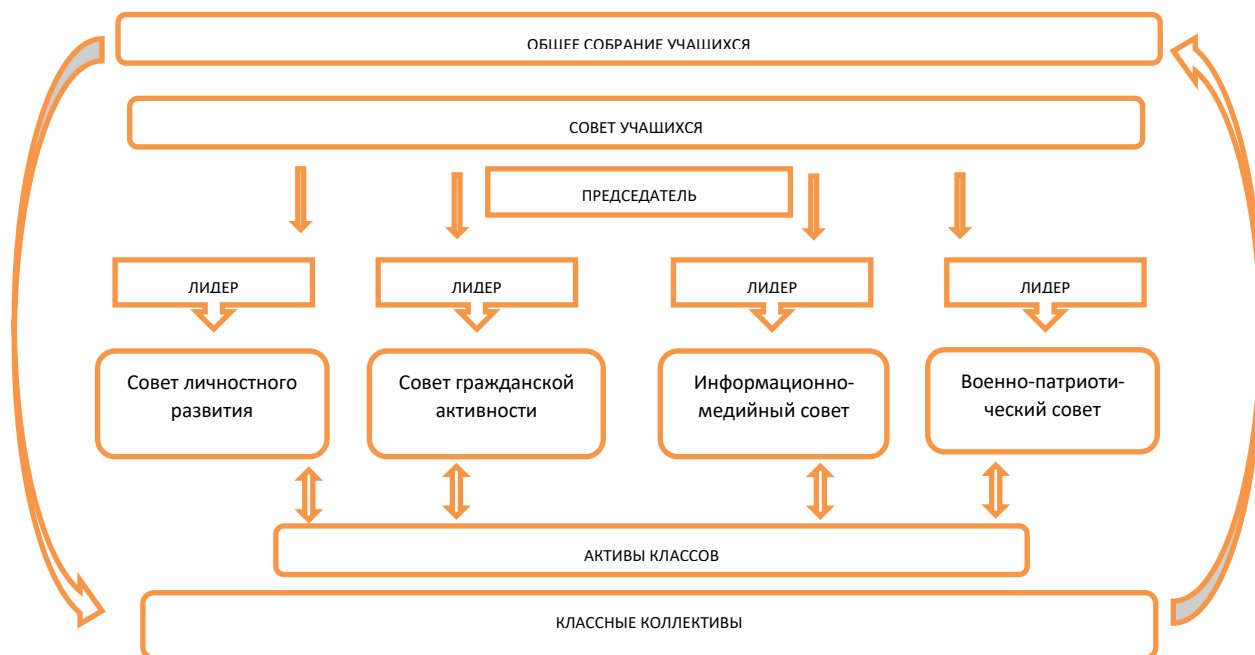 ОБЩЕЕ СОБРАНИЕ УЧАЩИХСЯ
СОВЕТ УЧАЩИХСЯ
ПРЕДСЕДАТЕЛЬ
ЛИДЕР
ЛИДЕР
ЛИДЕР
ЛИДЕР
Совет личностного
развития
Совет гражданской
активности
Информационно-
медийный совет
Военно-патриоти-
ческий совет
АКТИВЫ КЛАССОВ
КЛАССНЫЕ КОЛЛЕКТИВЫ